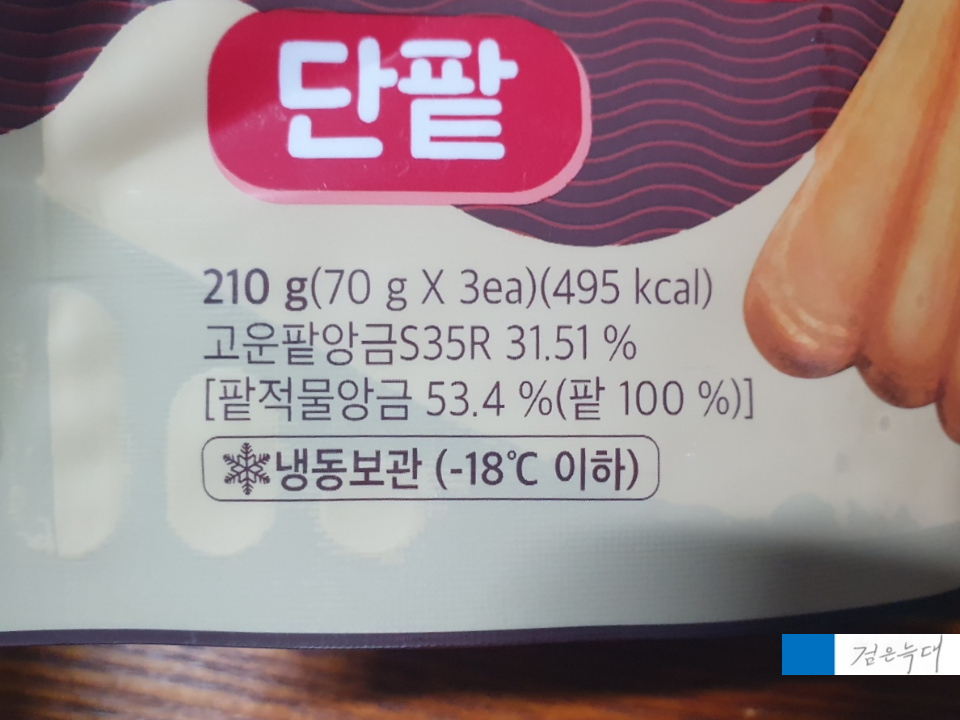 단팥
210 g(70 g X 3ea)(495 kcal)
고운팥앙금S35R 31.51 %
[팥적물앙금 53.4 %(팥 100 %)]
냉동보관 (-18℃ 이하)
검은늑대